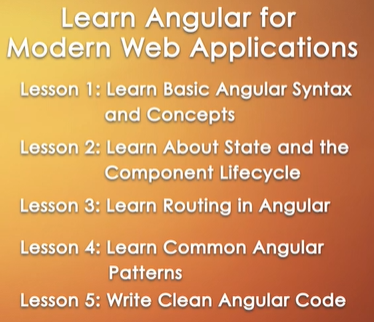 Learn Angular for
Modern Web Applications
Lesson 1: Learn Basic Angular Syntax
and Concepts
Lesson 2: Learn About State and the
Component Lifecycle
Lesson 3: Learn Routing in Angular
Lesson 4: Learn Common Angular
Patterns
Lesson 5: Write Clean Angular Code